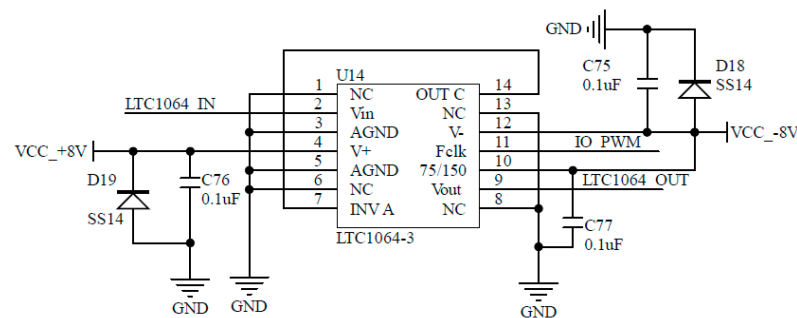 GND
D18
C75
SS14
0.1uF
U14
1
NC
OUT C
14
LTC1064_IN
2
Vin
NC
13
3
AGND
V-
12
VCC_-8V
VCC_+8V
4
V+
Fclk
11
IO_PWM
5
AGND
75/150
10
D19
C76
6
NC
Vout
9
LTC1064_OUT
0.1uF
SS14
7
INV A
NC
8
C77
LTC1064-3
0.1uF
GND
GND
GND